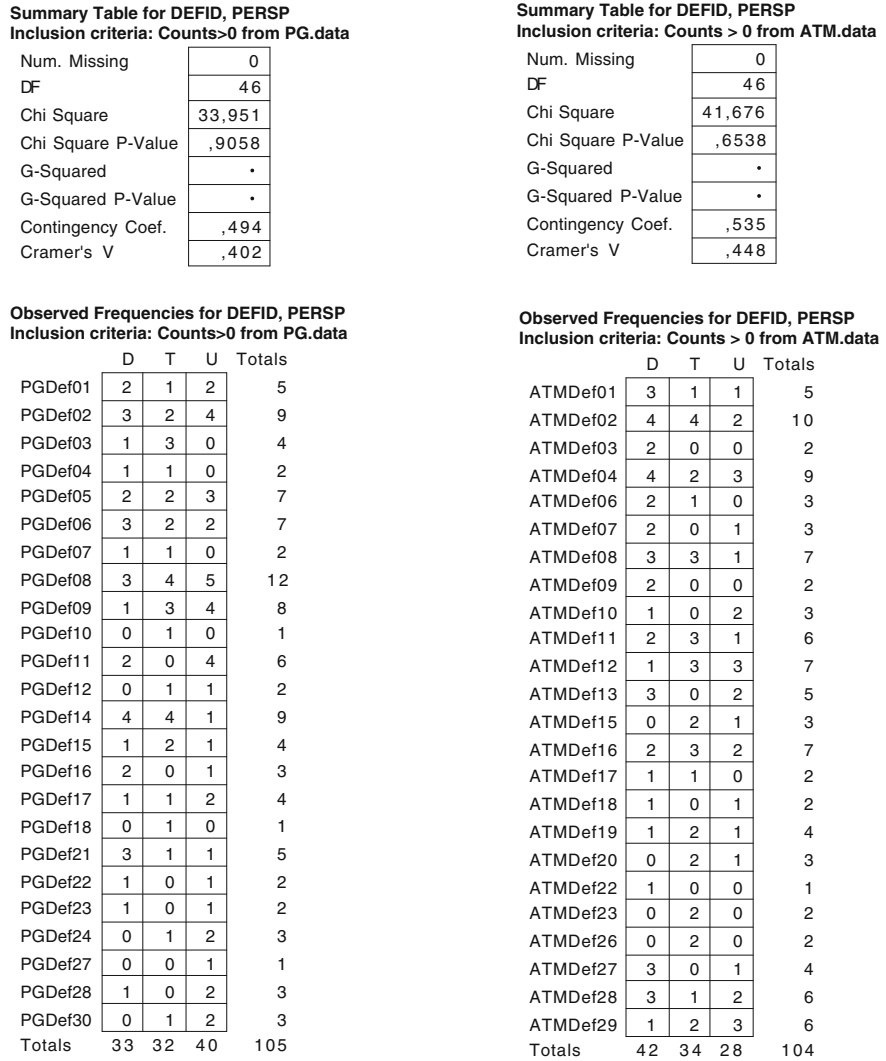 Summary Table for DEFID, PERSP
Inclusion criteria: Counts>0 from PG.data
Num. Missing 0
DF 46
Chi Square 33,951
Chi Square P-Value ,9058
G-Squared •
G-Squared P-Value •
Contingency Coef. ,494
Cramer's V ,402
Observed Frequencies for DEFID, PERSP
Inclusion criteria: Counts>0 from PG.data
D T U Totals
PGDef01 2 1 2 5
PGDef02 3 2 4 9
PGDef03 1 3 0 4
PGDef04 1 1 0 2
PGDef05 2 2 3 7
PGDef06 3 2 2 7
PGDef07 1 1 0 2
PGDef08 3 4 5 12
PGDef09 1 3 4 8
PGDef10 0 1 0 1
PGDef11 2 0 4 6
PGDef12 0 1 1 2
PGDef14 4 4 1 9
PGDef15 1 2 1 4
PGDef16 2 0 1 3
PGDef17 1 1 2 4
PGDef18 0 1 0 1
PGDef21 3 1 1 5
PGDef22 1 0 1 2
PGDef23 1 0 1 2
PGDef24 0 1 2 3
PGDef27 0 0 1 1
PGDef28 1 0 2 3
PGDef30 0 1 2 3
Totals 33 32 40 105
Summary Table for DEFID, PERSP
Inclusion criteria: Counts > 0 from ATM.data
Num. Missing 0
DF 46
Chi Square 41,676
Chi Square P-Value ,6538
G-Squared •
G-Squared P-Value •
Contingency Coef. ,535
Cramer's V ,448
Observed Frequencies for DEFID, PERSP
Inclusion criteria: Counts > 0 from ATM.data
D T U Totals
ATMDef01 3 1 1 5
ATMDef02 4 4 2 10
ATMDef03 2 0 0 2
ATMDef04 4 2 3 9
ATMDef06 2 1 0 3
ATMDef07 2 0 1 3
ATMDef08 3 3 1 7
ATMDef09 2 0 0 2
ATMDef10 1 0 2 3
ATMDef11 2 3 1 6
ATMDef12 1 3 3 7
ATMDef13 3 0 2 5
ATMDef15 0 2 1 3
ATMDef16 2 3 2 7
ATMDef17 1 1 0 2
ATMDef18 1 0 1 2
ATMDef19 1 2 1 4
ATMDef20 0 2 1 3
ATMDef22 1 0 0 1
ATMDef23 0 2 0 2
ATMDef26 0 2 0 2
ATMDef27 3 0 1 4
ATMDef28 3 1 2 6
ATMDef29 1 2 3 6
Totals 42 34 28 104